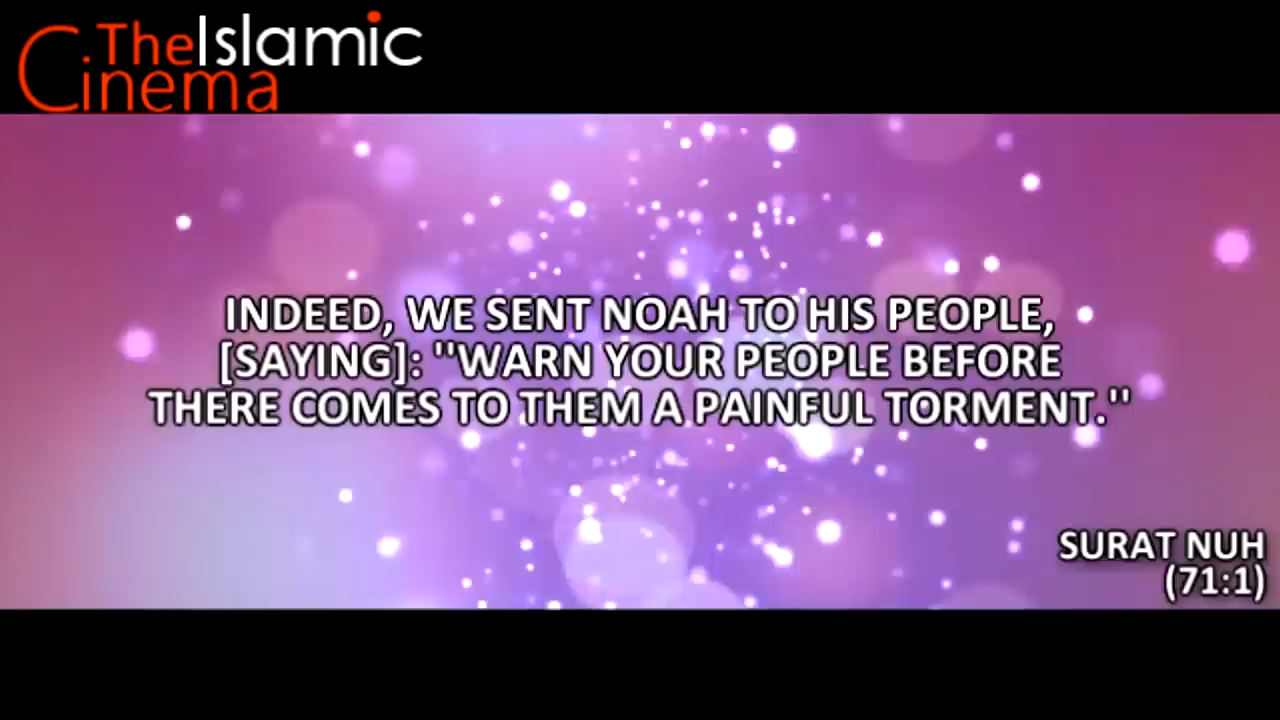 TheIslamic
Cinema
INDEED, WE SENT NOAH TO HIS PEOPLE,
[SAYING]: "WARN YOUR PEOPLE BEFORE
THERE COMES TO THEM A PAINFUL TORMENT."
SURAT NUH
(71:1)